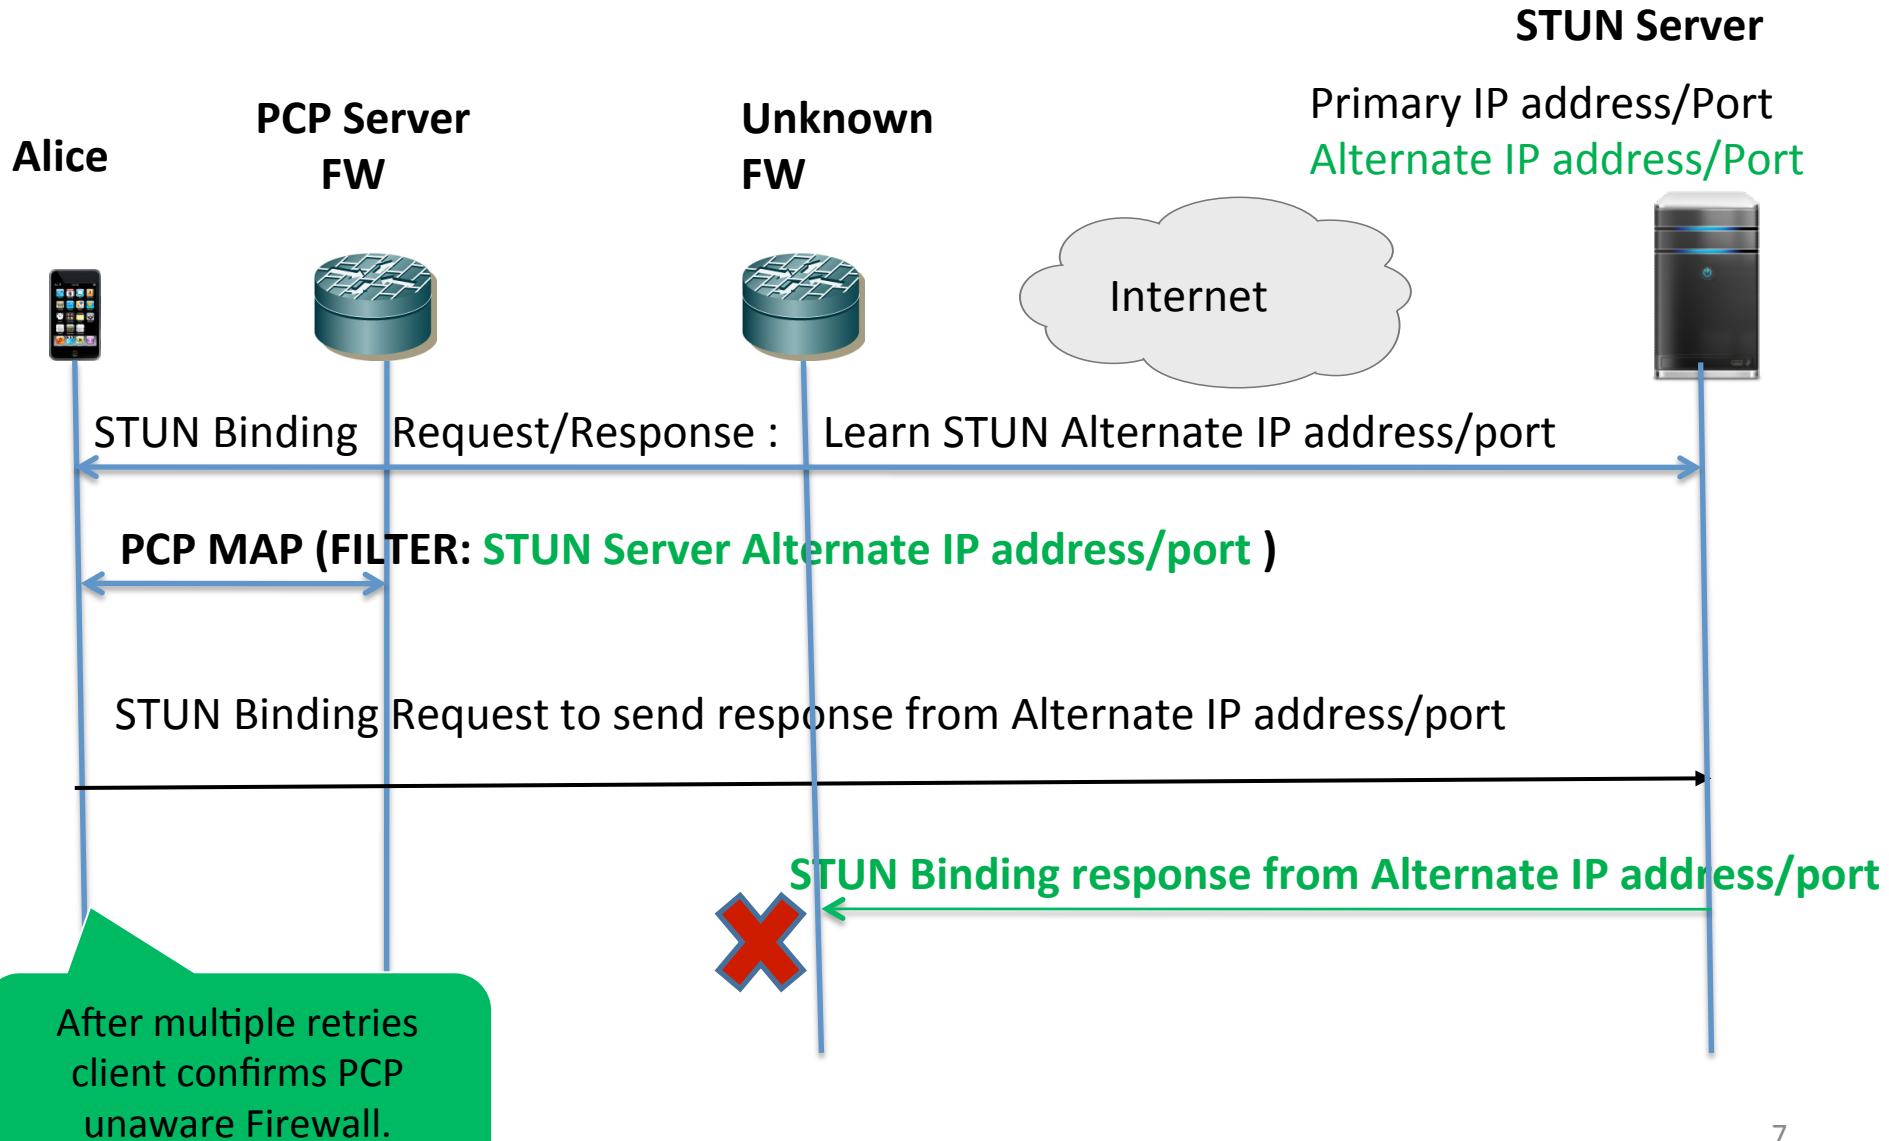 STUN Server
Primary IP address/Port
Alternate IP address/Port
Alice
PCP Server
FW
Unknown
FW
Internet
STUN Binding Request/Response : Learn STUN Alternate IP address/port
PCP MAP (FILTER: STUN Server Alternate IP address/port )
STUN Binding Request to send response from Alternate IP address/port
STUN Binding response from Alternate IP address/port
After multiple retries
client confirms PCP
unaware Firewall.
7